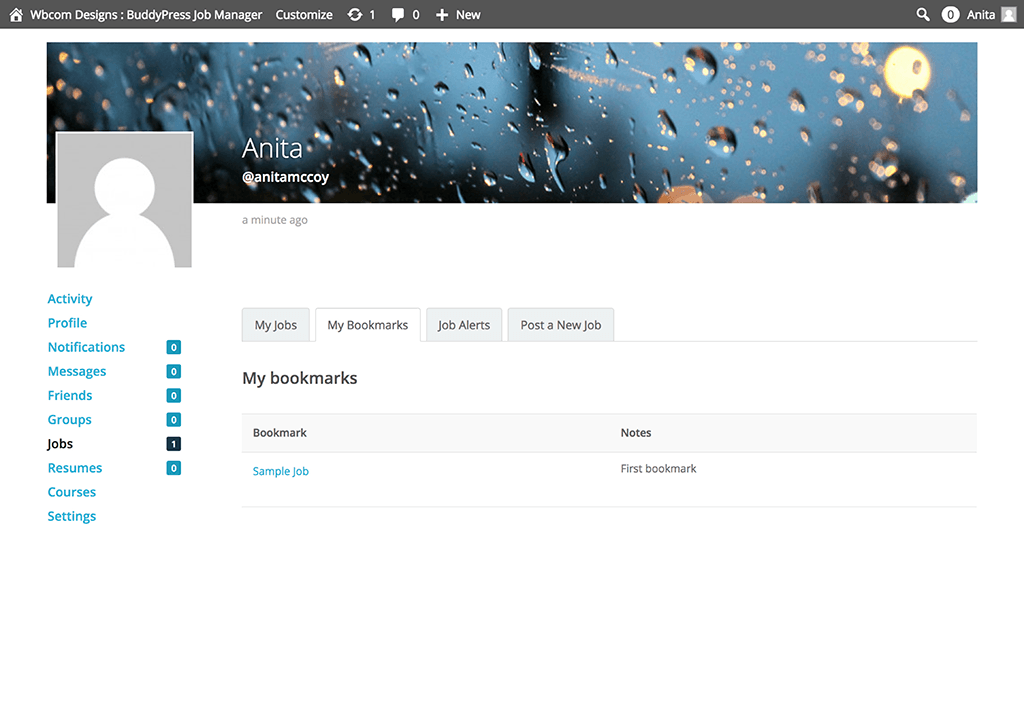 Wbcom Designs : BuddyPress Job Manager Customize 1 0 New 0 Anita
Anita
@anitamccoy
a minute ago
Activity
Profile
Notifications 0
Messages 0
Friends 0
Groups 0
Jobs 1
Resumes 0
Courses
Settings
My Jobs My Bookmarks Job Alerts Post a New Job
My bookmarks
Bookmark Notes
Sample Job First bookmark